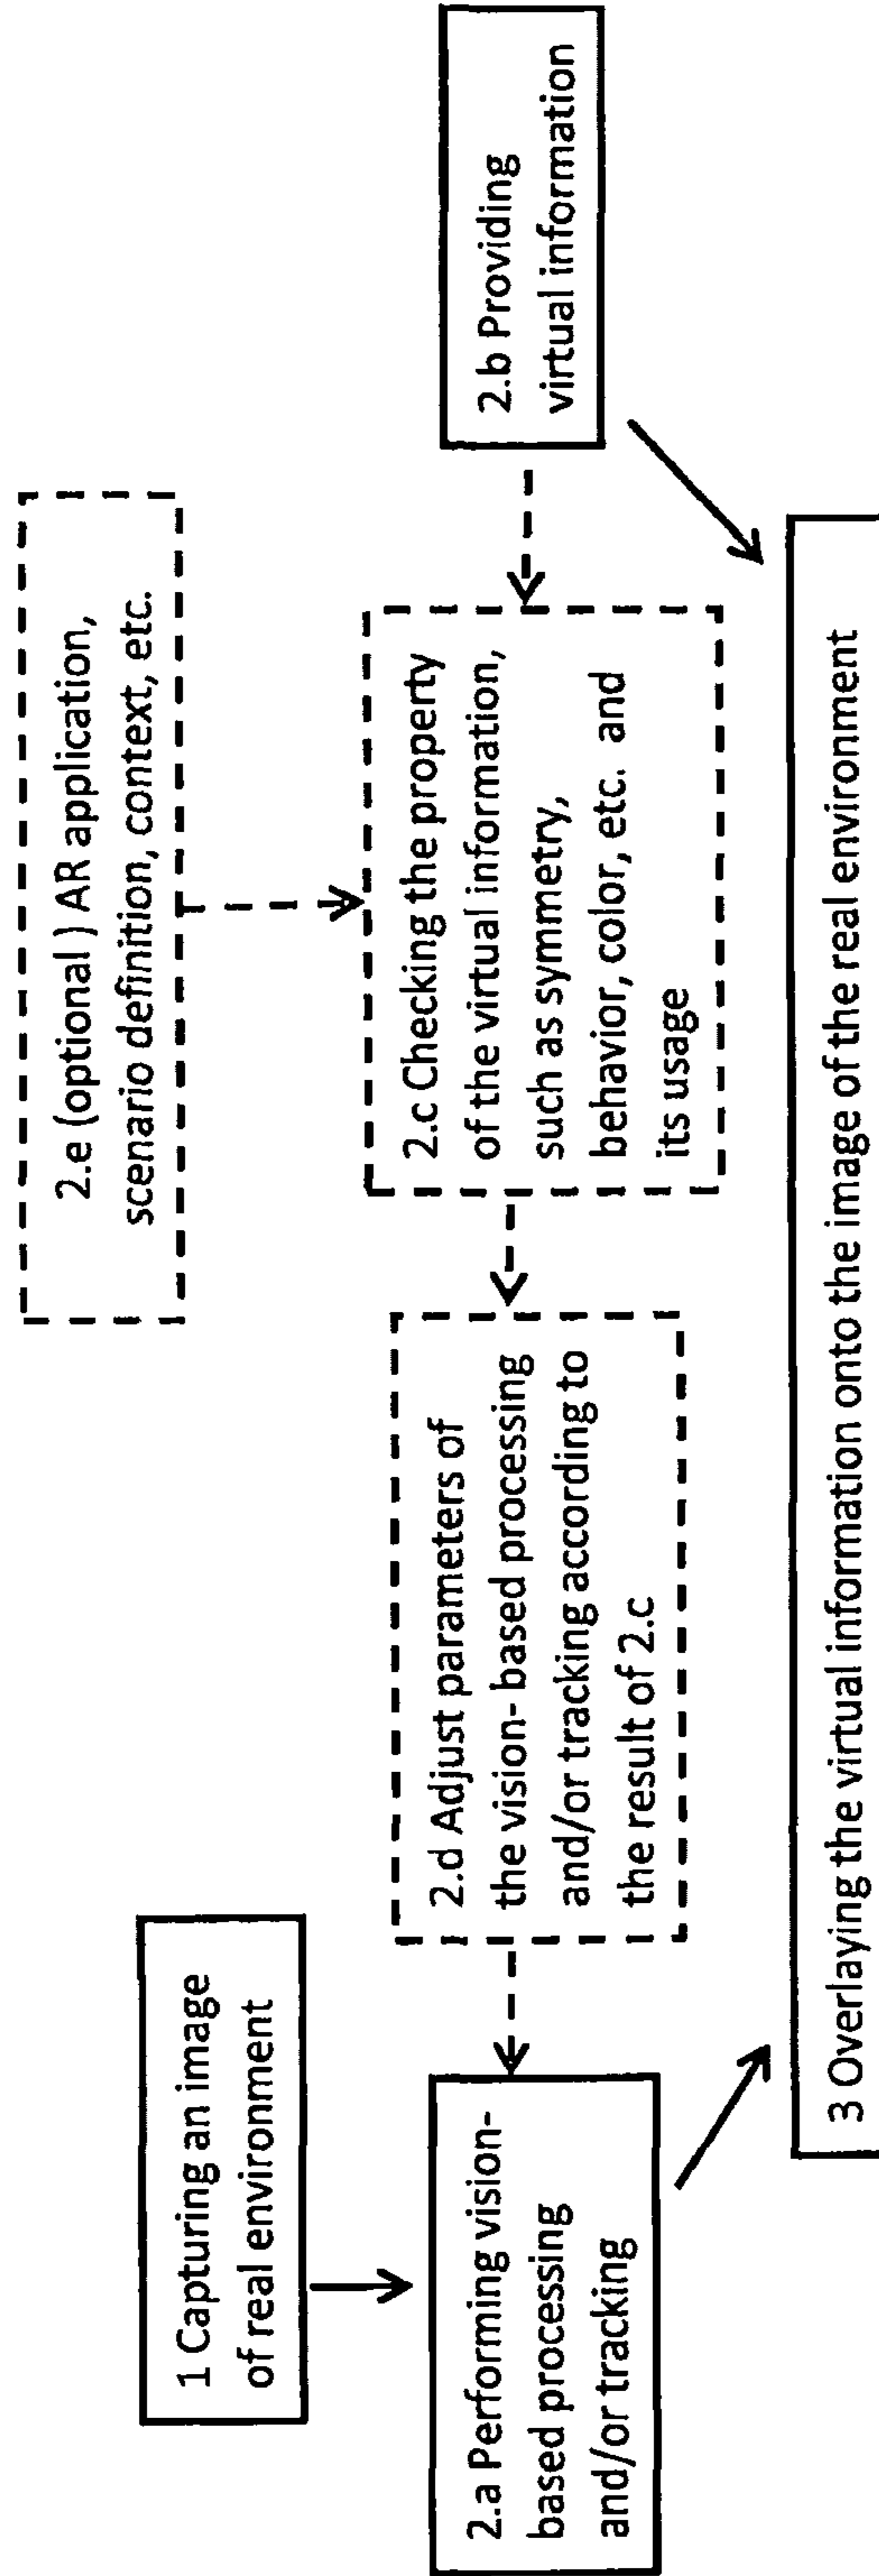 1 Capturing an image
of real environment
2.a Performing vision-
based processing
and/or tracking
2.d Adjust parameters of
the vision- based processing
and/or tracking according to
the result of 2.c
2.e (optional ) AR application,
scenario definition, context, etc.
2.c Checking the property
of the virtual information,
such as symmetry,
behavior, color, etc. and
its usage
2.b Providing
virtual information
3 Overlaying the virtual information onto the image of the real environment